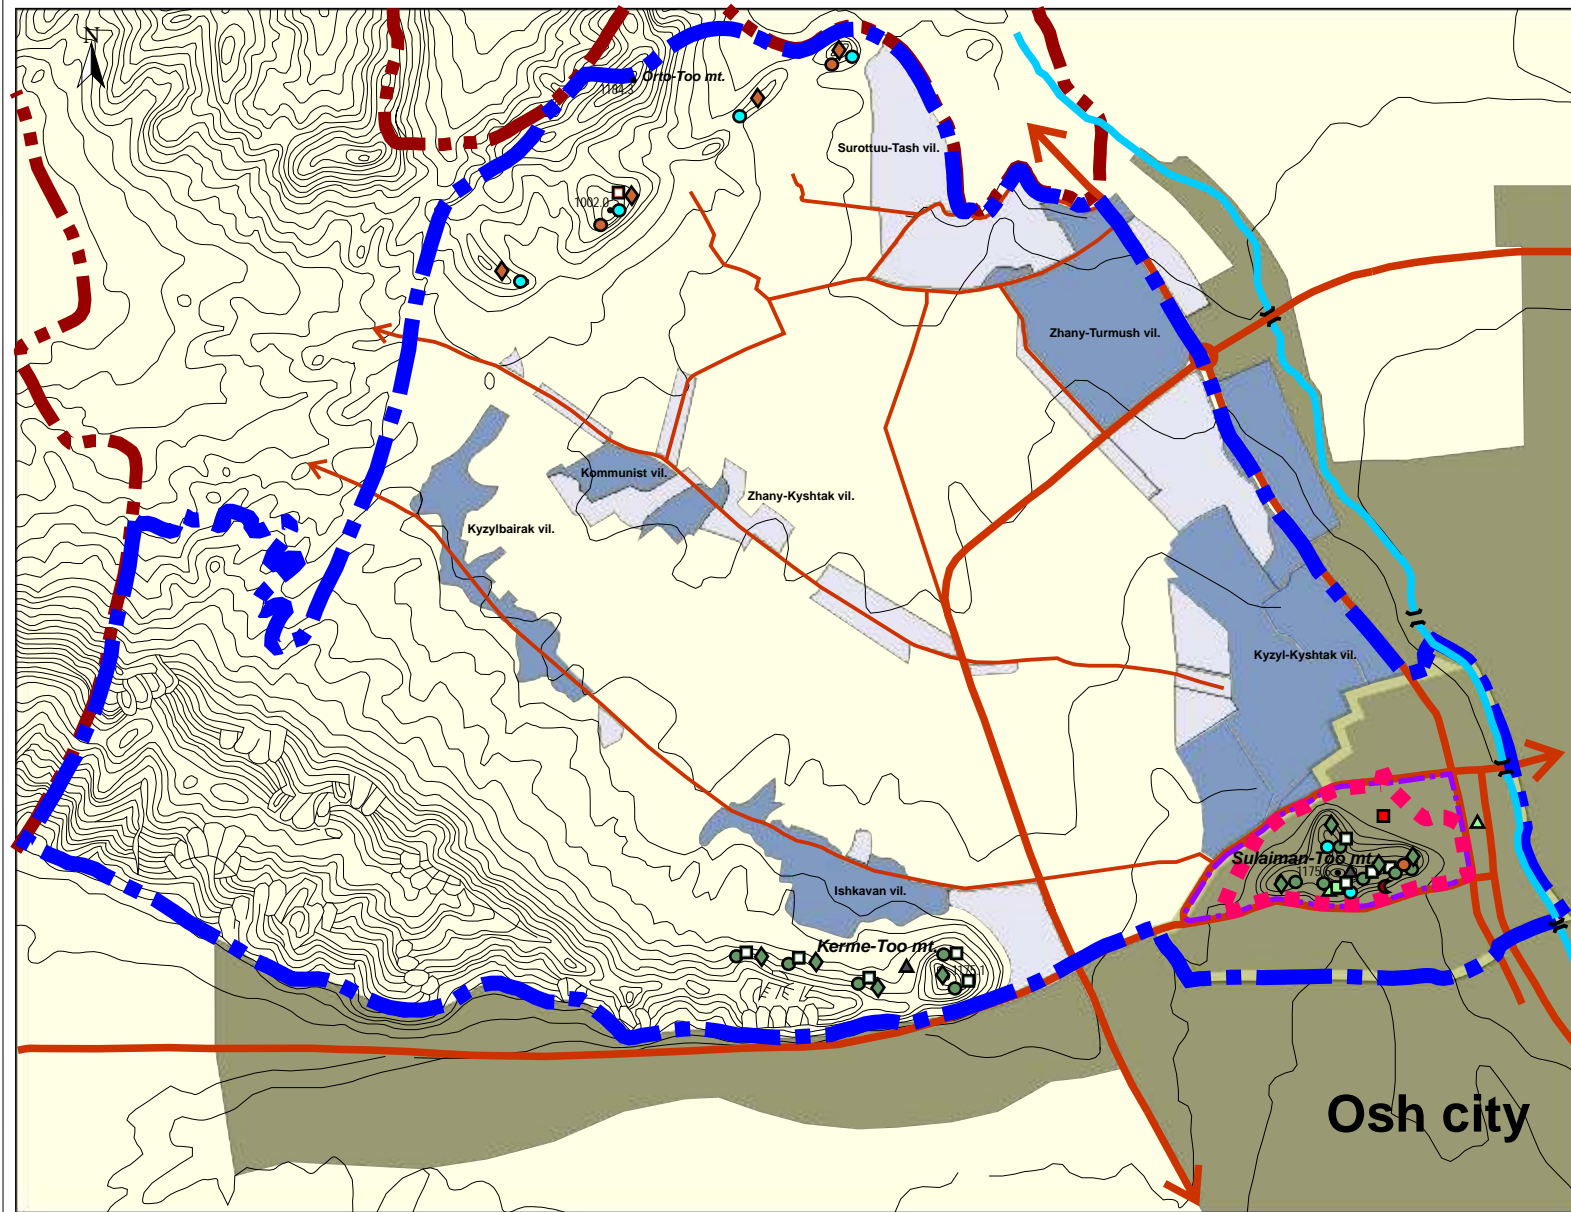 N
Orto-Too mt.
1184.3
Surottuu-Tash vil.
1002.0
Zhany-Turmush vil.
Kommunist vil.
Zhany-Kyshtak vil.
Kyzylbairak vil.
Kyzyl-Kyshtak vil.
Sulaiman-Too mt.
Ishkavan vil.
Kerme-Too mt.
Osh city